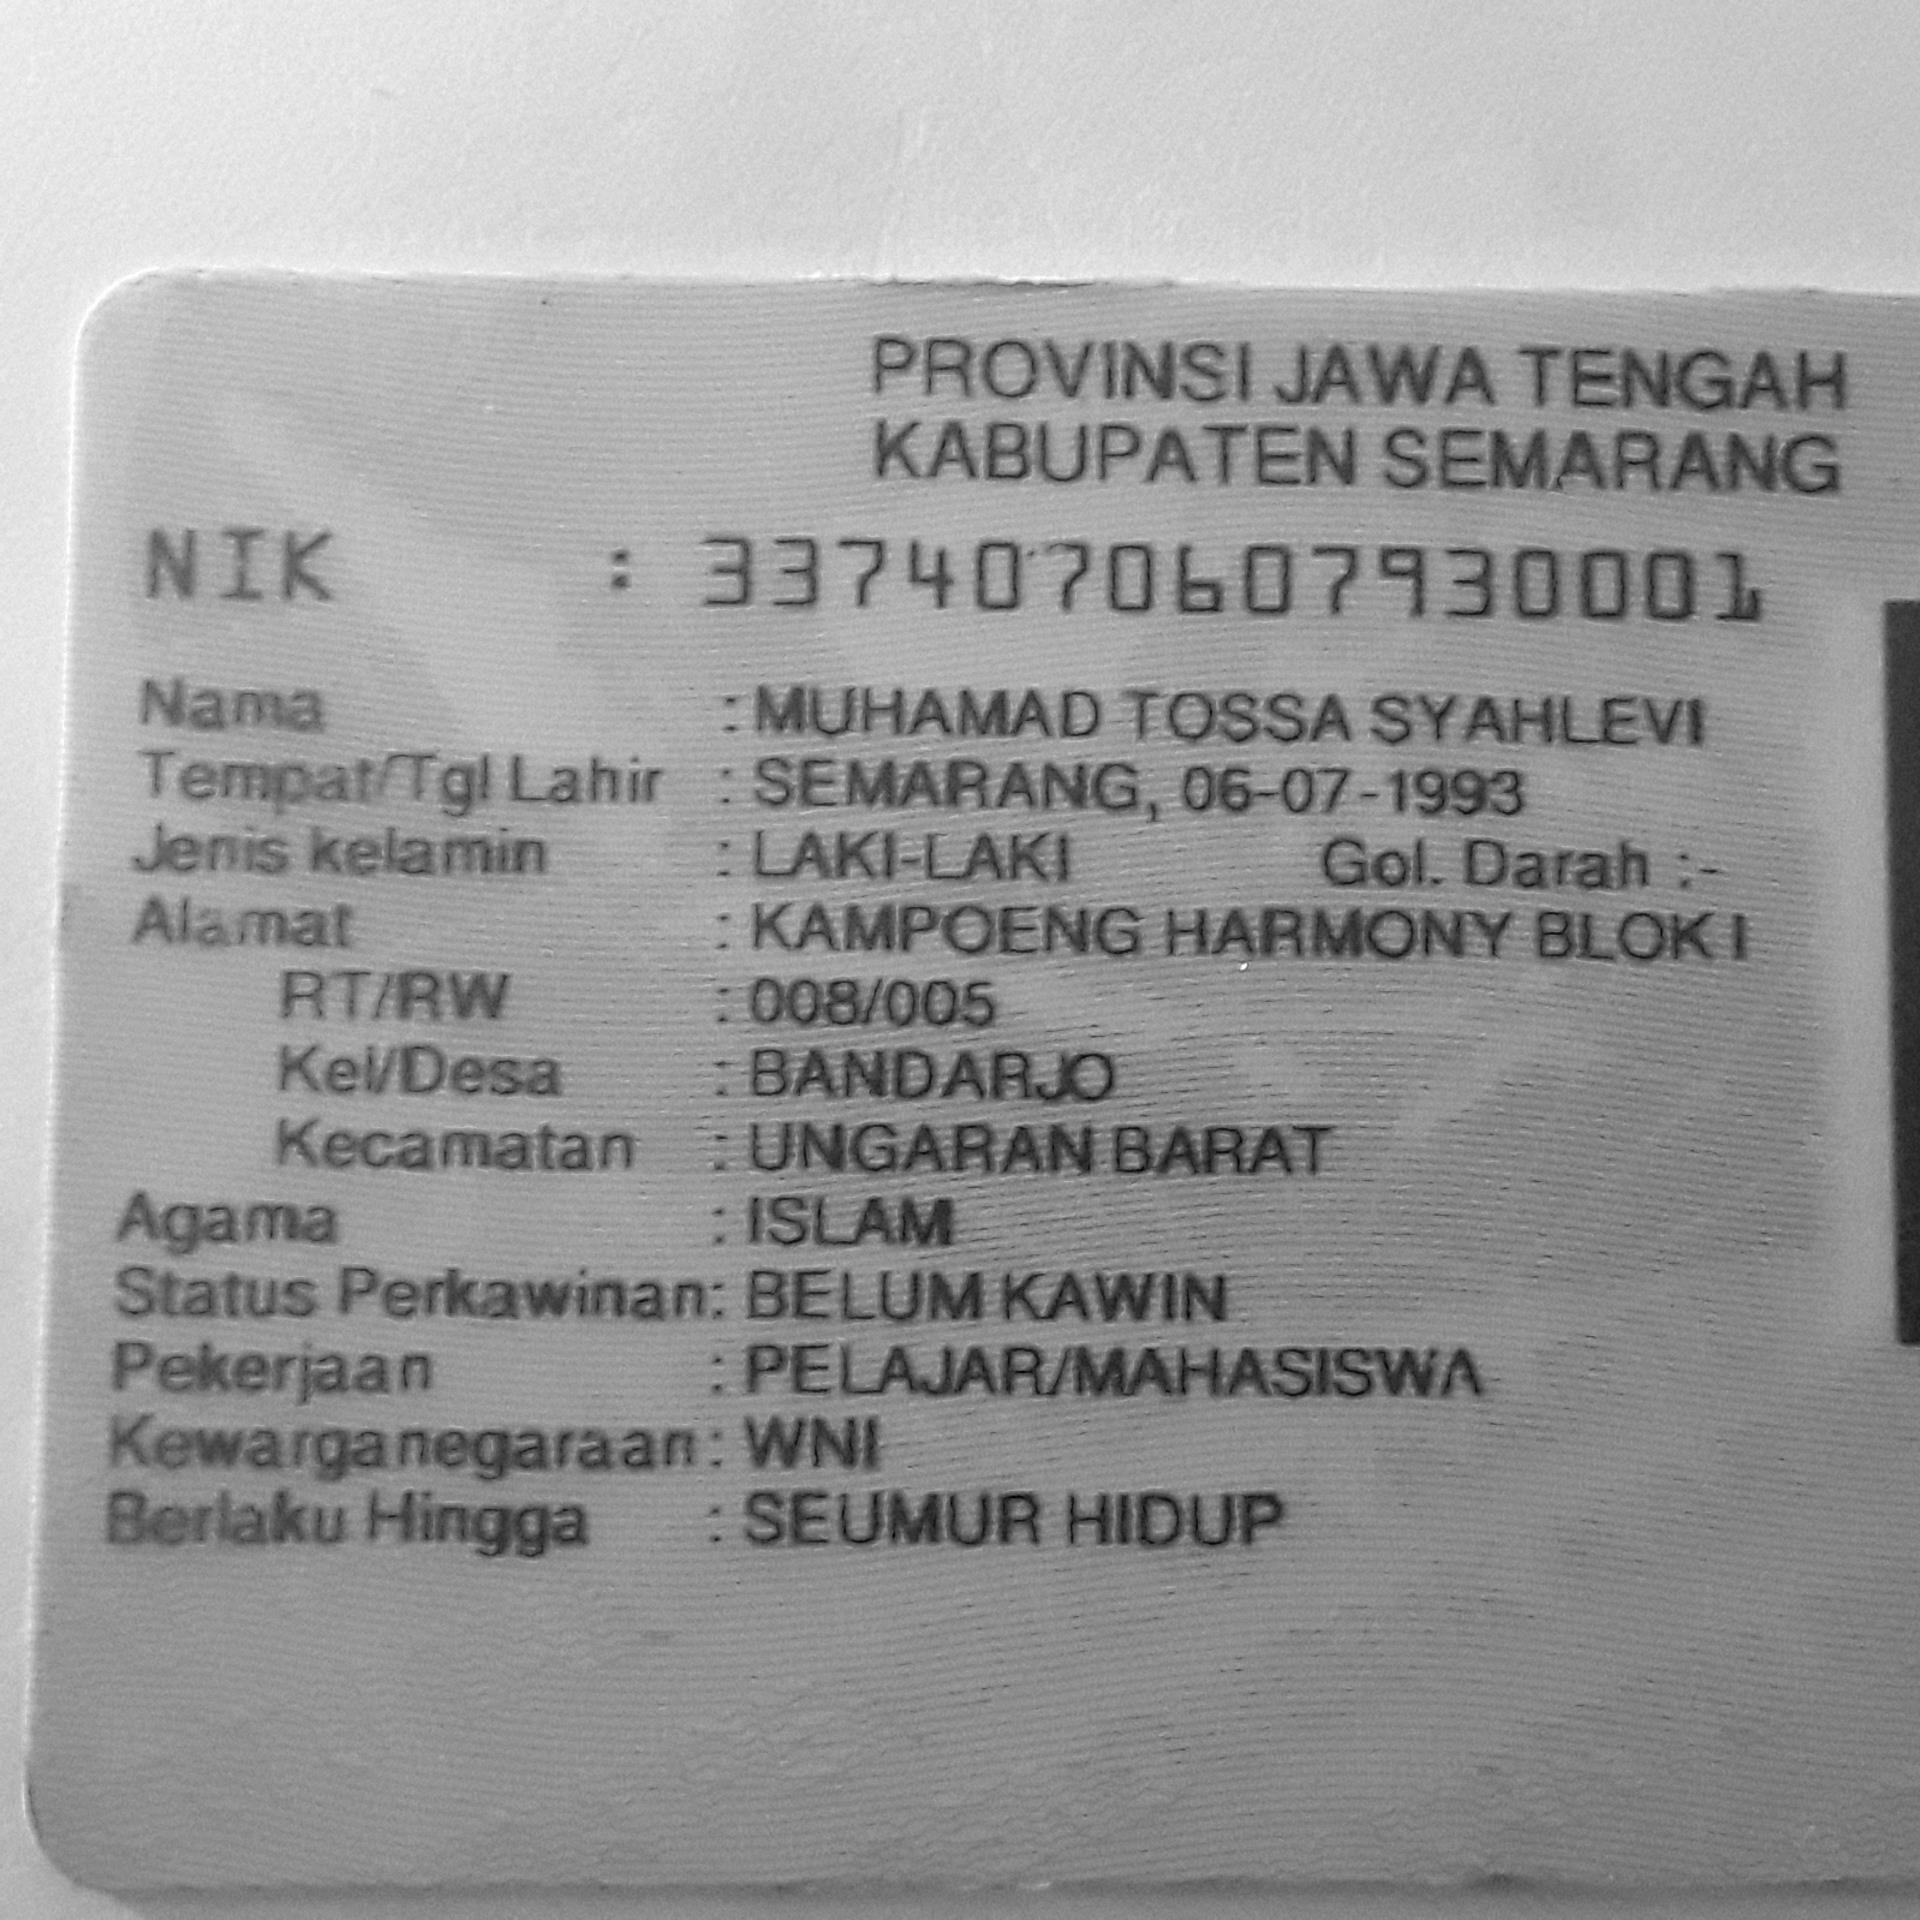 PROVINSI JAWA TENGAH
KABUPATEN SEMARANG
NIK : 3374070607930001
Nama : MUHAMAD TOSSA SYAHLEVI
Tempat/Tgl Lahir : SEMARANG, 06-07-1993
Jenis kelamin : LAKI-LAKI Gol. Darah :-
Alamat : KAMPOENG HARMONY BLOK I
RT/RW : 008/005
Kel/Desa : BANDARJO
Kecamatan : UNGARAN BARAT
Agama : ISLAM
Status Perkawinan: BELUM KAWIN
Pekerjaan : PELAJAR/MAHASISWA
Kewarganegaraan: WNI
Berlaku Hingga : SEUMUR HIDUP